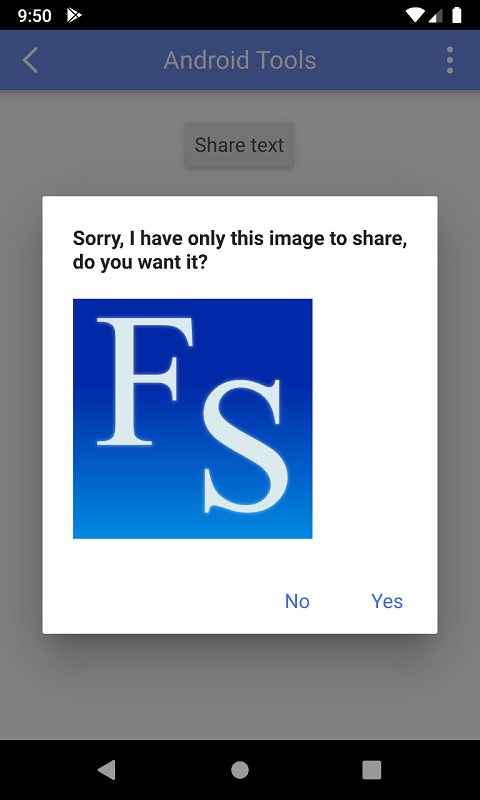 9:50
Android Tools
Share text
Sorry, I have only this image to share,
do you want it?
F
S
No
Yes